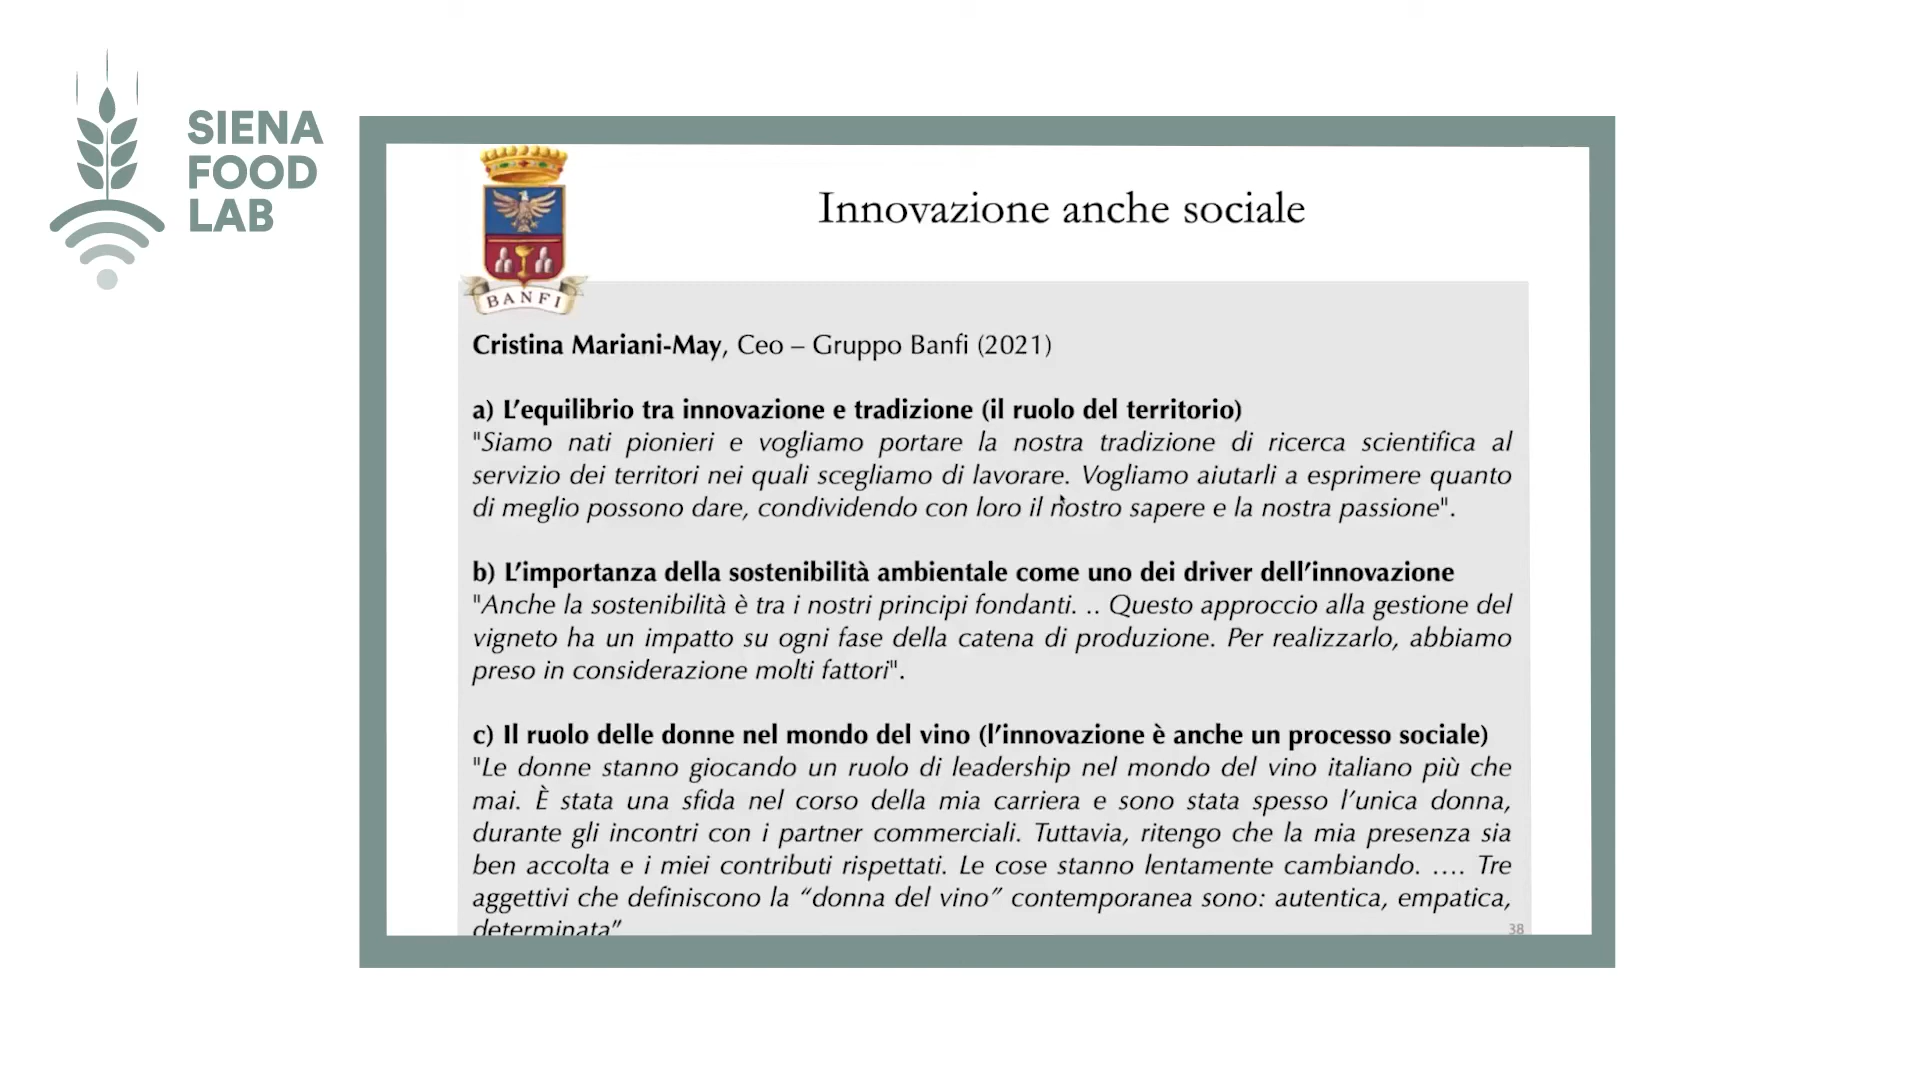 SIENA
FOOD
LAB
BANFI
Innovazione anche sociale
Cristina Mariani-May, Ceo – Gruppo Banfi (2021)
a) L’equilibrio tra innovazione e tradizione (il ruolo del territorio)
"Siamo nati pionieri e vogliamo portare la nostra tradizione di ricerca scientifica al
servizio dei territori nei quali scegliamo di lavorare. Vogliamo aiutarli a esprimere quanto
di meglio possono dare, condividendo con loro il nostro sapere e la nostra passione".
b) L’importanza della sostenibilità ambientale come uno dei driver dell’innovazione
"Anche la sostenibilità è tra i nostri principi fondanti. .. Questo approccio alla gestione del
vigneto ha un impatto su ogni fase della catena di produzione. Per realizzarlo, abbiamo
preso in considerazione molti fattori".
c) Il ruolo delle donne nel mondo del vino (l’innovazione è anche un processo sociale)
"Le donne stanno giocando un ruolo di leadership nel mondo del vino italiano più che
mai. È stata una sfida nel corso della mia carriera e sono stata spesso l’unica donna,
durante gli incontri con i partner commerciali. Tuttavia, ritengo che la mia presenza sia
ben accolta e i miei contributi rispettati. Le cose stanno lentamente cambiando. …. Tre
aggettivi che definiscono la “donna del vino” contemporanea sono: autentica, empatica,
determinata”
38